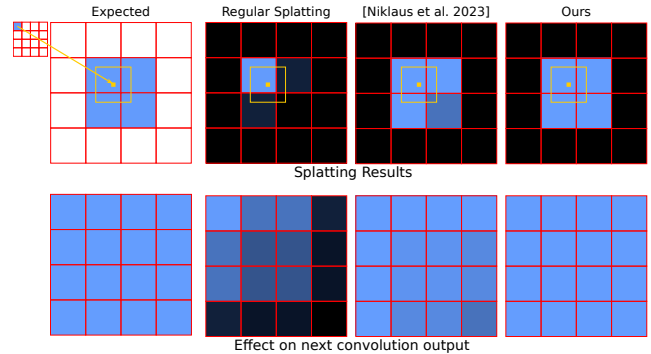 Expected
Regular Splatting
[Niklaus et al. 2023]
Ours
Splatting Results
Effect on next convolution output